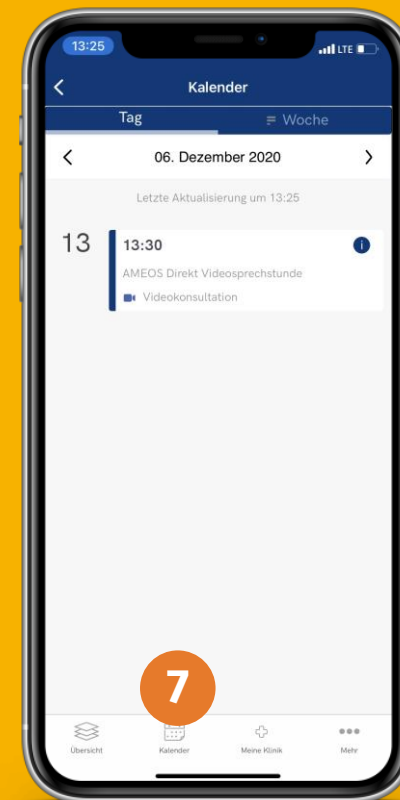 13:25
LTE
Kalender
Tag
Woche
06. Dezember 2020
Letzte Aktualisierung um 13:25
13
13:30
AMEOS Direkt Videosprechstunde
Videokonsultation
7
Übersicht
Kalender
Meine Klinik
Mehr